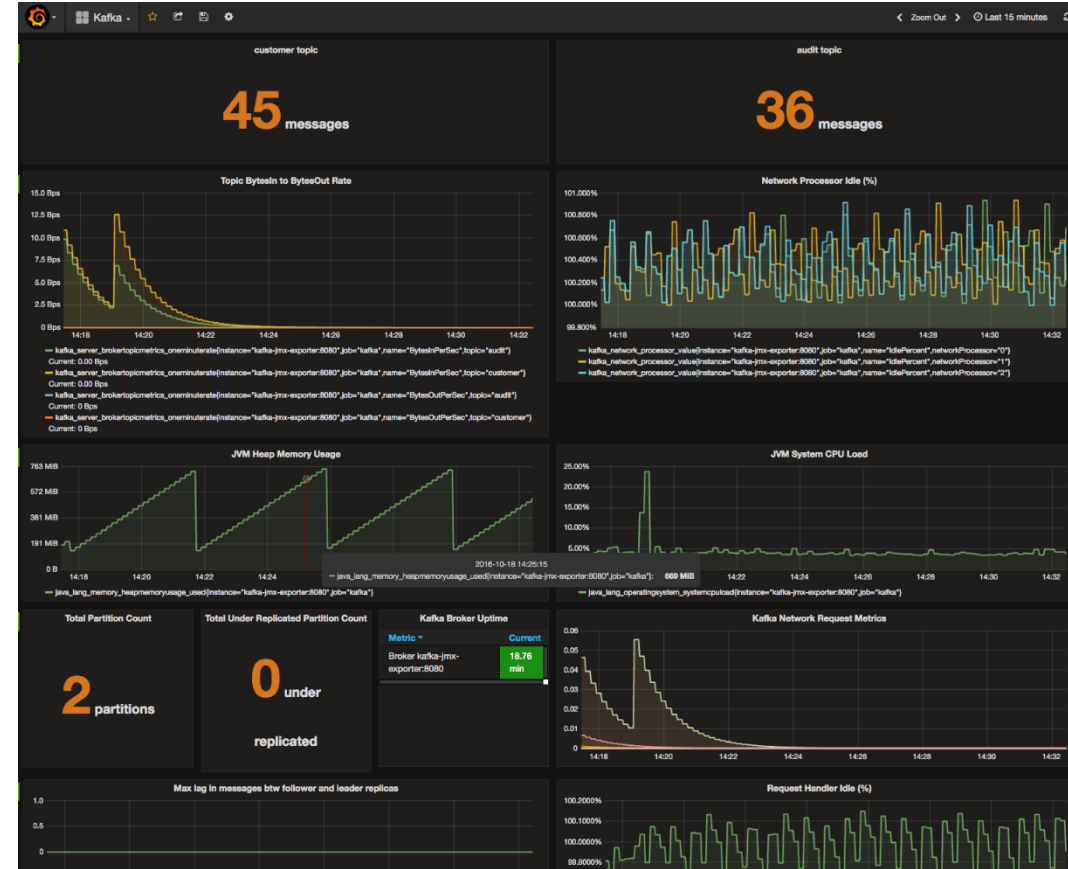 Kafka
Zoom Out
Last 15 minutes
customer topic
45 messages
audit topic
36 messages
Topic BytesIn to BytesOut Rate
15.0 Bps
12.5 Bps
10.0 Bps
7.5 Bps
5.0 Bps
2.5 Bps
0 Bps
14:18 14:20 14:22 14:24 14:26 14:28 14:30 14:32
kafka_server_brokertopicmetrics_oneminuterate{instance="kafka-jmx-exporter:8080",job="kafka",name="BytesInPerSec",topic="audit"}
Current: 0.00 Bps
kafka_server_brokertopicmetrics_oneminuterate{instance="kafka-jmx-exporter:8080",job="kafka",name="BytesInPerSec",topic="customer"}
Current: 0.00 Bps
kafka_server_brokertopicmetrics_oneminuterate{instance="kafka-jmx-exporter:8080",job="kafka",name="BytesOutPerSec",topic="audit"}
Current: 0 Bps
kafka_server_brokertopicmetrics_oneminuterate{instance="kafka-jmx-exporter:8080",job="kafka",name="BytesOutPerSec",topic="customer"}
Current: 0 Bps
Network Processor Idle (%)
101.000%
100.800%
100.600%
100.400%
100.200%
100.000%
99.800%
14:18 14:20 14:22 14:24 14:26 14:28 14:30 14:32
kafka_network_processor_value{instance="kafka-jmx-exporter:8080",job="kafka",name="IdlePercent",networkProcessor="0"}
kafka_network_processor_value{instance="kafka-jmx-exporter:8080",job="kafka",name="IdlePercent",networkProcessor="1"}
kafka_network_processor_value{instance="kafka-jmx-exporter:8080",job="kafka",name="IdlePercent",networkProcessor="2"}
JVM Heap Memory Usage
763 MiB
572 MiB
381 MiB
191 MiB
0 B
14:18 14:20 14:22 14:24
java_lang_memory_heapmemoryusage_used{instance="kafka-jmx-exporter:8080",job="kafka"}
2016-10-18 14:25:15
java_lang_memory_heapmemoryusage_used{instance="kafka-jmx-exporter:8080",job="kafka"}: 669 MiB
JVM System CPU Load
25.00%
20.00%
15.00%
10.00%
5.00%
14:22 14:24 14:26 14:28 14:30 14:32
java_lang_operatingsystem_systemcpuload{instance="kafka-jmx-exporter:8080",job="kafka"}
Total Partition Count
2 partitions
Total Under Replicated Partition Count
0 under
replicated
Kafka Broker Uptime
Metric Current
Broker kafka-jmx- 18.76
exporter:8080 min
Kafka Network Request Metrics
0.06
0.05
0.04
0.03
0.02
0.01
0
14:18 14:20 14:22 14:24 14:26 14:28 14:30 14:32
Max lag in messages btw follower and leader replicas
1.0
0.5
0
Request Handler Idle (%)
100.2000%
100.1000%
100.0000%
99.9000%